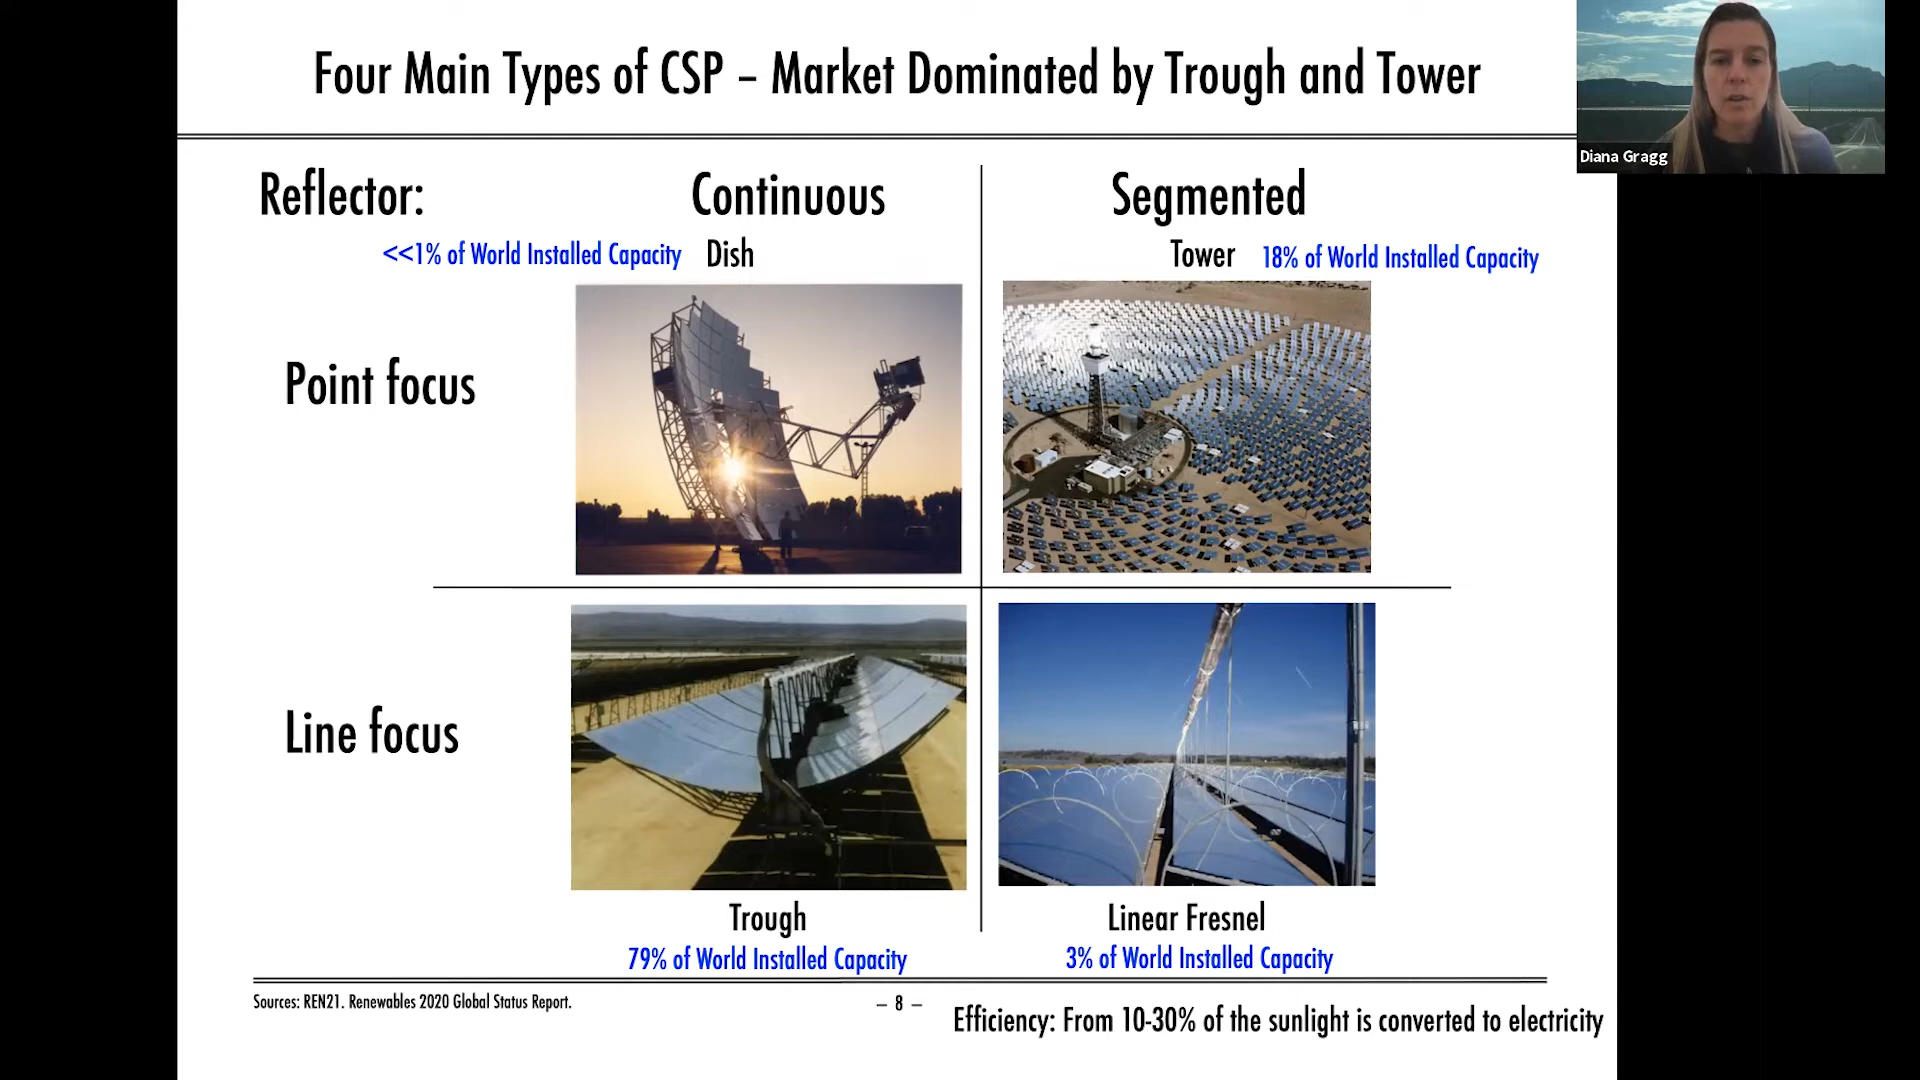 Four Main Types of CSP – Market Dominated by Trough and Tower
Diana Gragg
Reflector:
Continuous
Segmented
<<1% of World Installed Capacity
Dish
Tower
18% of World Installed Capacity
Point focus
Line focus
Trough
Linear Fresnel
79% of World Installed Capacity
3% of World Installed Capacity
Sources: REN21. Renewables 2020 Global Status Report.
– 8 –
Efficiency: From 10-30% of the sunlight is converted to electricity